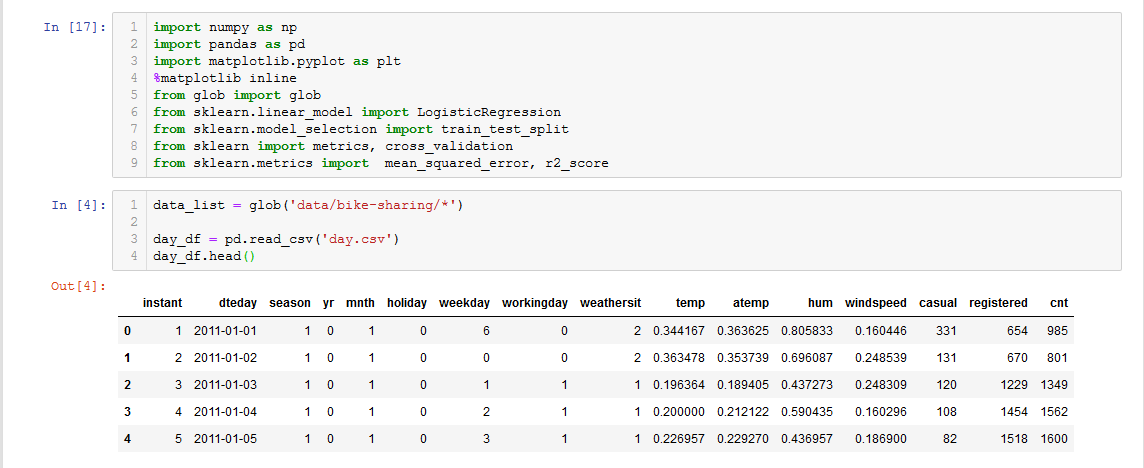 In [17]:
1 import numpy as np
2 import pandas as pd
3 import matplotlib.pyplot as plt
4 %matplotlib inline
5 from glob import glob
6 from sklearn.linear_model import LogisticRegression
7 from sklearn.model_selection import train_test_split
8 from sklearn import metrics, cross_validation
9 from sklearn.metrics import  mean_squared_error, r2_score
In [4]:
1 data_list = glob('data/bike-sharing/*')
2
3 day_df = pd.read_csv('day.csv')
4 day_df.head()
Out[4]:
instant dteday season yr mnth holiday weekday workingday weathersit temp atemp hum windspeed casual registered cnt
0 1 2011-01-01 1 0 1 0 6 0 2 0.344167 0.363625 0.805833 0.160446 331 654 985
1 2 2011-01-02 1 0 1 0 0 0 2 0.363478 0.353739 0.696087 0.248539 131 670 801
2 3 2011-01-03 1 0 1 0 1 1 1 0.196364 0.189405 0.437273 0.248309 120 1229 1349
3 4 2011-01-04 1 0 1 0 2 1 1 0.200000 0.212122 0.590435 0.160296 108 1454 1562
4 5 2011-01-05 1 0 1 0 3 1 1 0.226957 0.229270 0.436957 0.186900 82 1518 1600